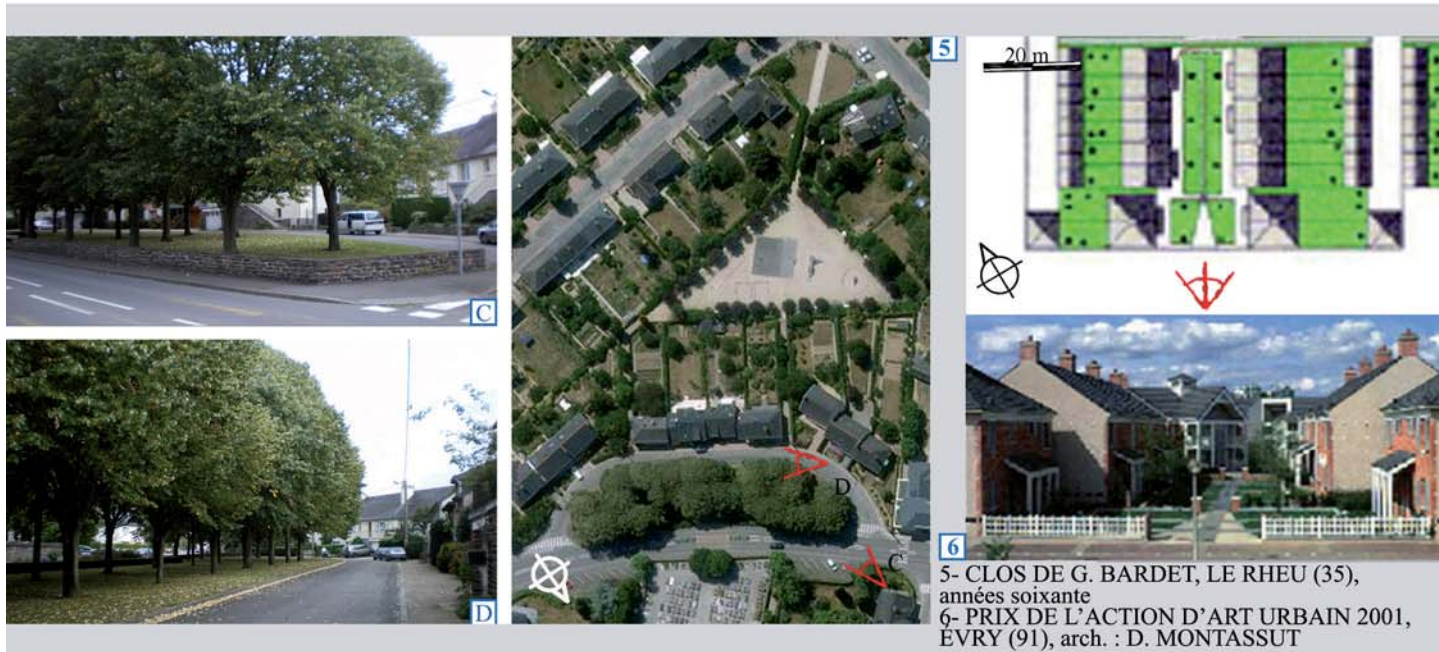 C
D
5
D
C
20 m
6
5- CLOS DE G. BARDET, LE RHEU (35),
années soixante
6- PRIX DE L'ACTION D'ART URBAIN 2001,
ÉVRY (91), arch. : D. MONTASSUT